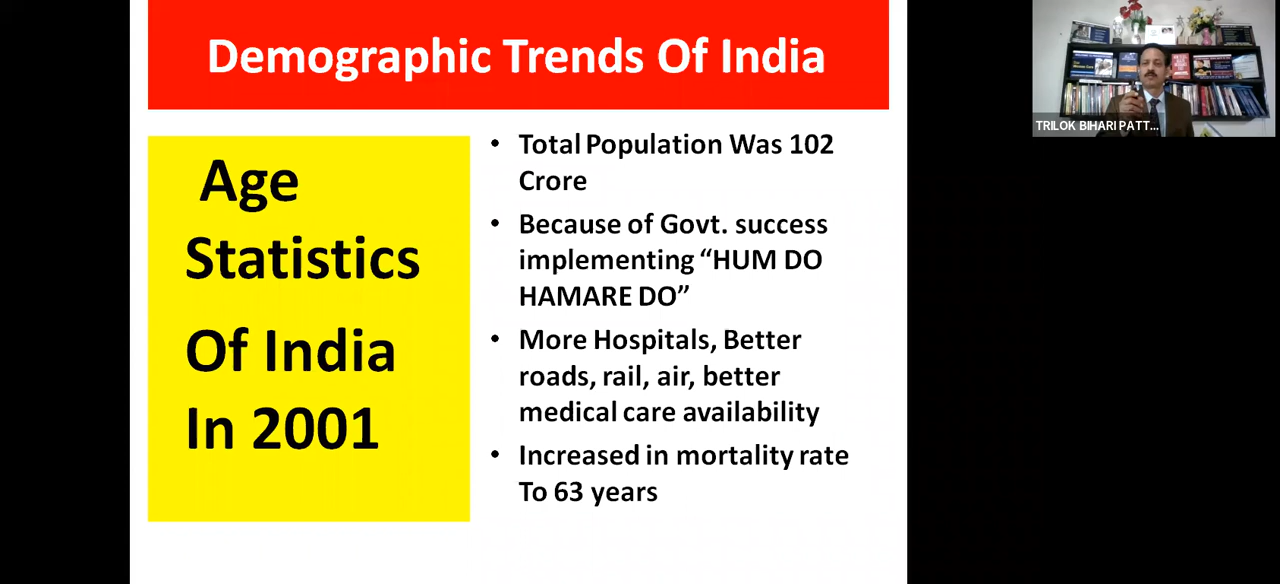 Demographic Trends Of India
Age
Statistics
Of India
In 2001
• Total Population Was 102
Crore
• Because of Govt. success
implementing “HUM DO
HAMARE DO”
• More Hospitals, Better
roads, rail, air, better
medical care availability
• Increased in mortality rate
To 63 years
TRILOK BIHARI PATT...